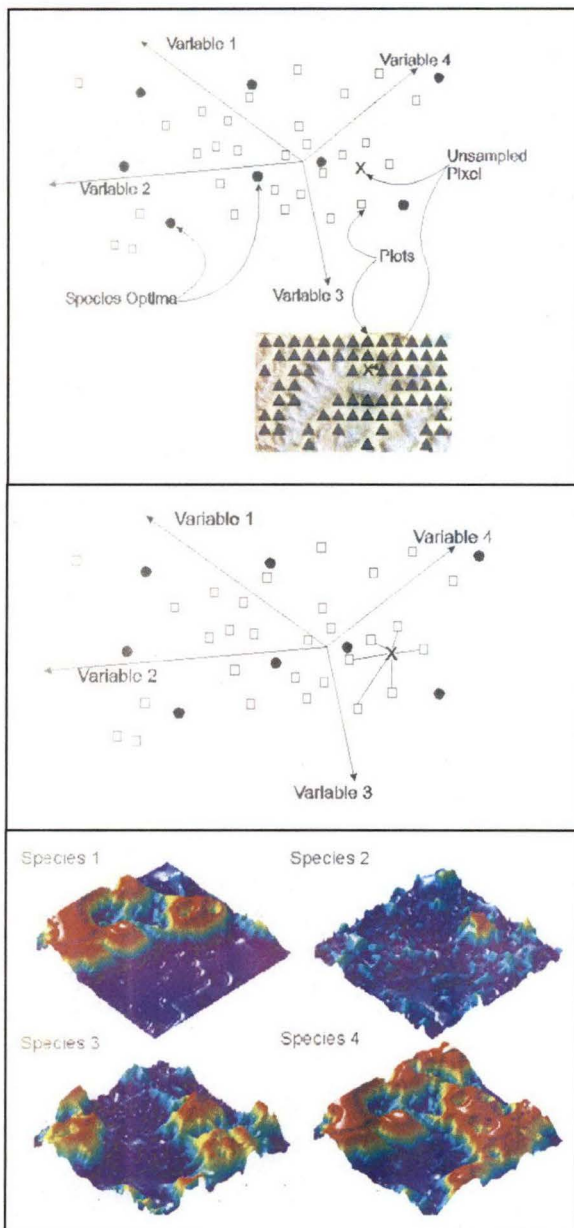 Variable 1
Variable 4
Unsampled
Pixel
X
Variable 2
Plots
Species Optima
Variable 3
X
Variable 1
Variable 4
X
Variable 2
Variable 3
Species 1
Species 2
Species 3
Species 4